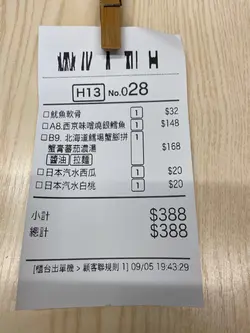 H13 No.028
□魷魚軟骨 1 $32
□A8.西京味噌燒銀鱈魚 1 $148
□B9. 北海道鱈場蟹腳拼 1 $168
蟹膏蕃茄濃湯
醬油 拉麵
□日本汽水西瓜 1 $20
□日本汽水白桃 1 $20
小計 $388
總計 $388
[櫃台出單機 > 顧客聯規則 1] 09/05 19:43:29